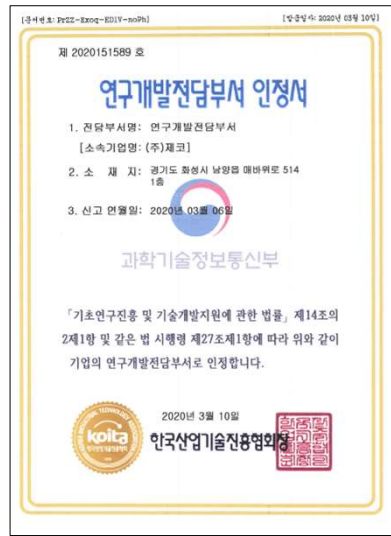 [문서번호: PrZZ-Exoq-EDlV-noPh]
[발급일자: 2020년 03월 10일]
제 2020151589 호
연구개발전담부서 인정서
1. 전담부서명: 연구개발전담부서
[소속기업명: (주)제코]
2. 소 재 지: 경기도 화성시 남양읍 매바위로 514
1층
3. 신고 연월일: 2020년 03월 06일
과학기술정보통신부
「기초연구진흥 및 기술개발지원에 관한 법률」제14조의
2제1항 및 같은 법 시행령 제27조제1항에 따라 위와 같이
기업의 연구개발전담부서로 인정합니다.
2020년 3월 10일
koita
한국산업기술진흥협회장